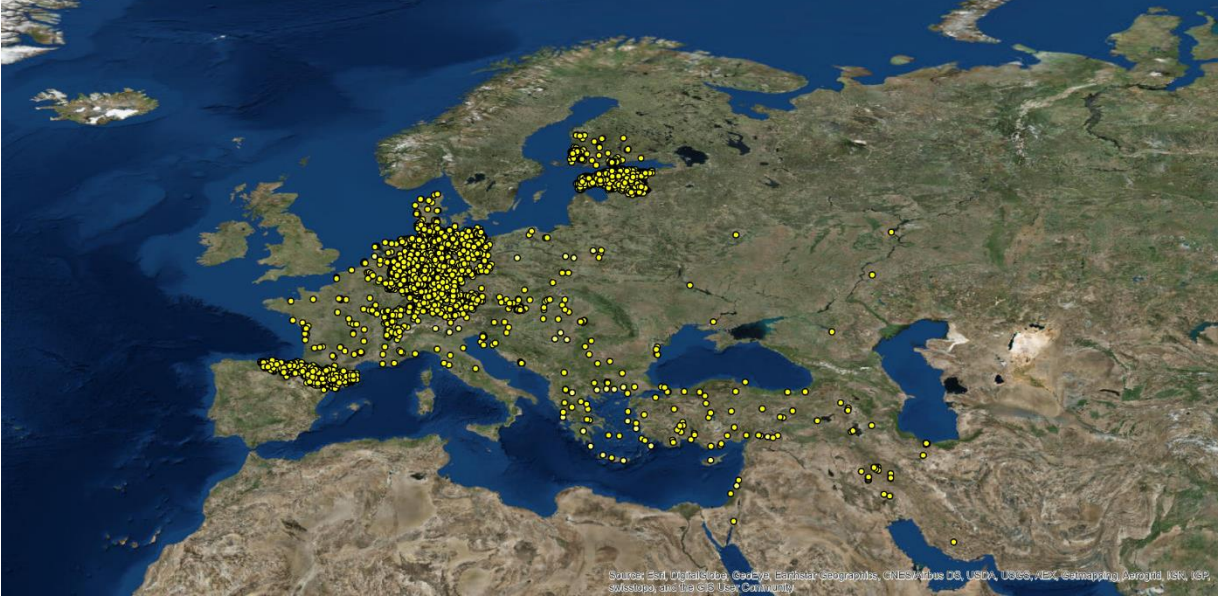 Source: Esri, DigitalGlobe, GeoEye, Earthstar Geographics, CNES/Airbus DS, USDA, USGS, AEX, Getmapping, Aerogrid, IGN, IGP,
swisstopo, and the GIS User Community